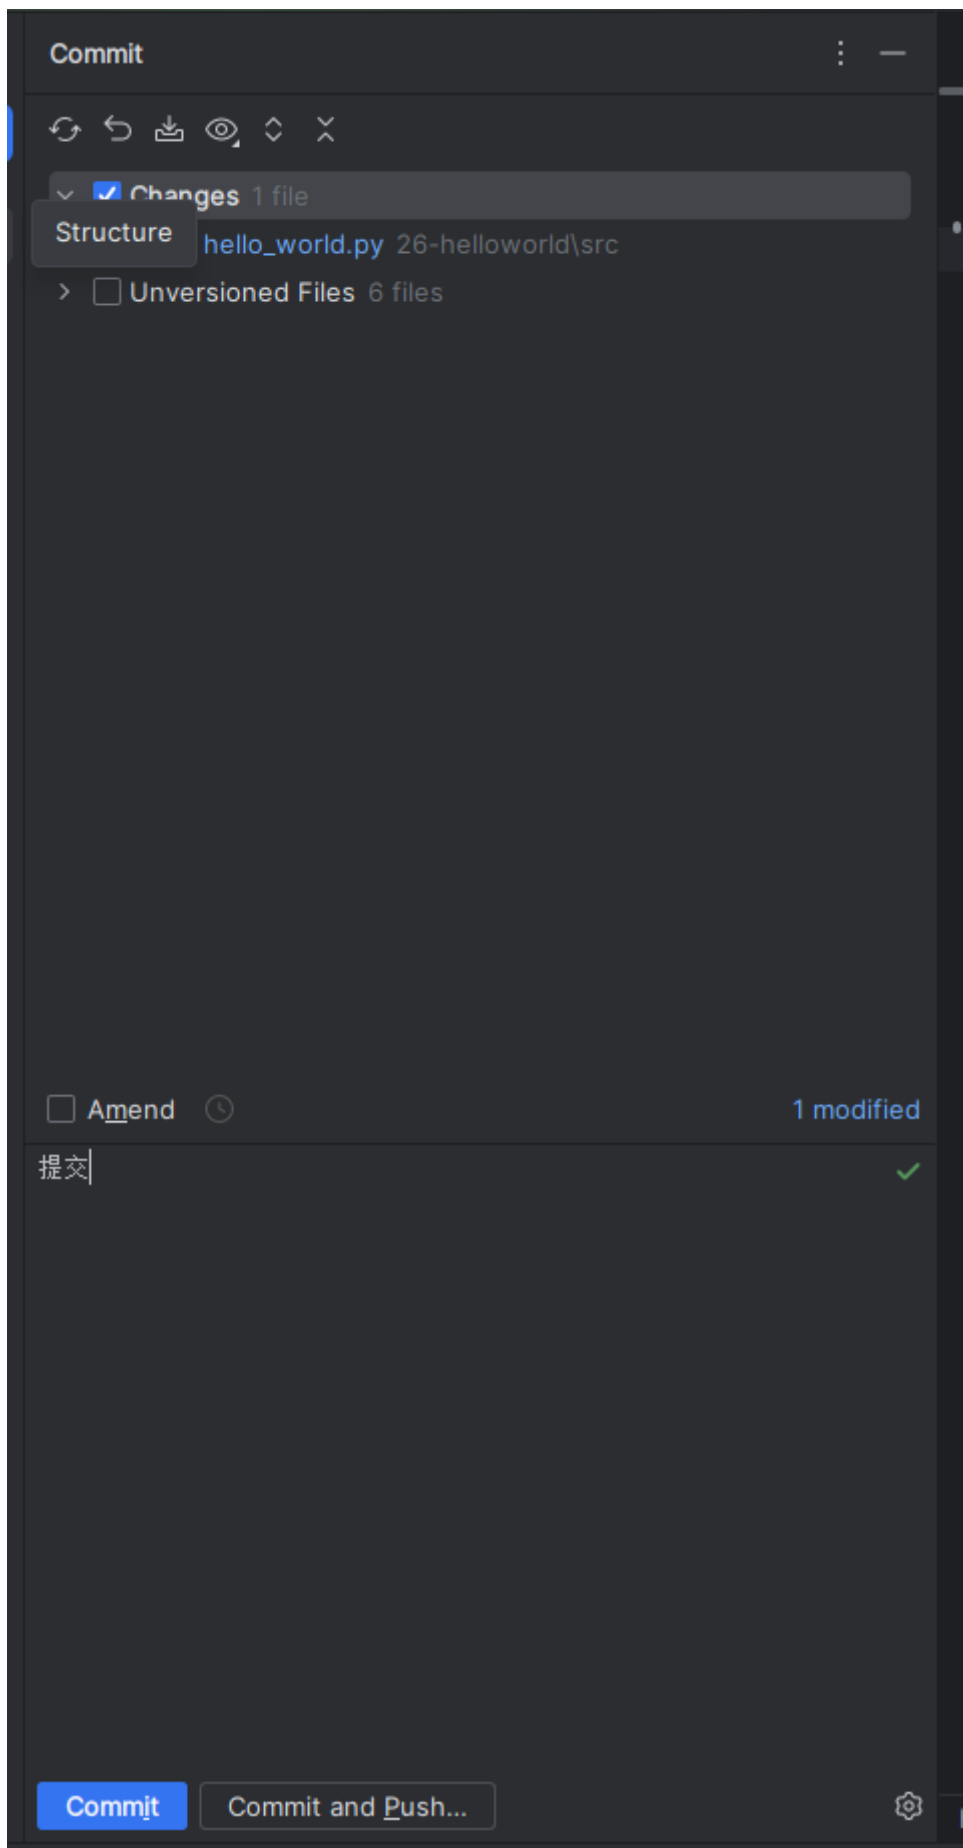 Commit
Changes 1 file
Structure
hello_world.py 26-helloworld\src
Unversioned Files 6 files
Amend
1 modified
提交
Commit
Commit and Push...